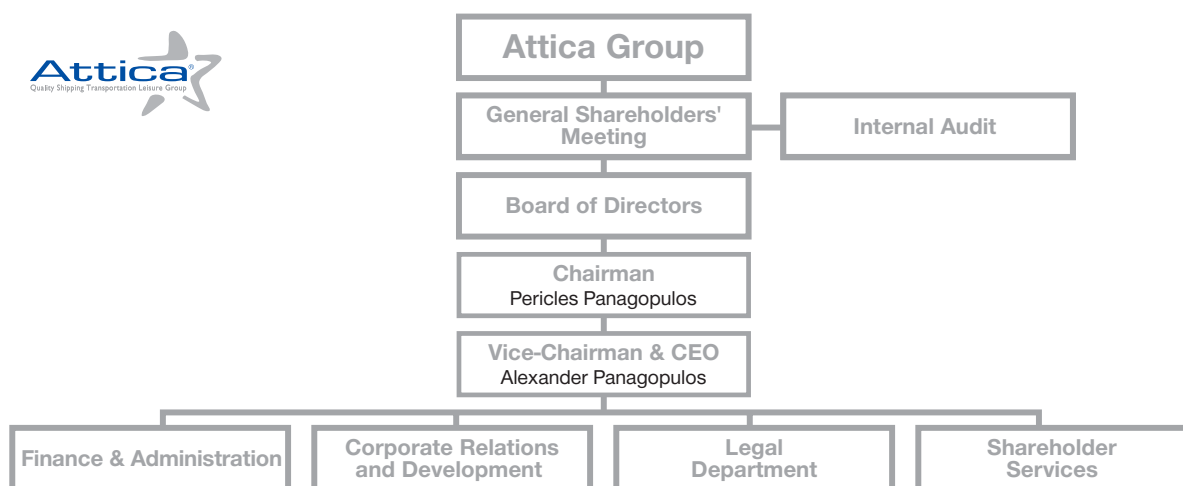 Attica Group
Attica®
Quality Shipping Transportation Leisure Group
General Shareholders'
Meeting
Internal Audit
Board of Directors
Chairman
Pericles Panagopulos
Vice-Chairman & CEO
Alexander Panagopulos
Finance & Administration
Corporate Relations
and Development
Legal
Department
Shareholder
Services